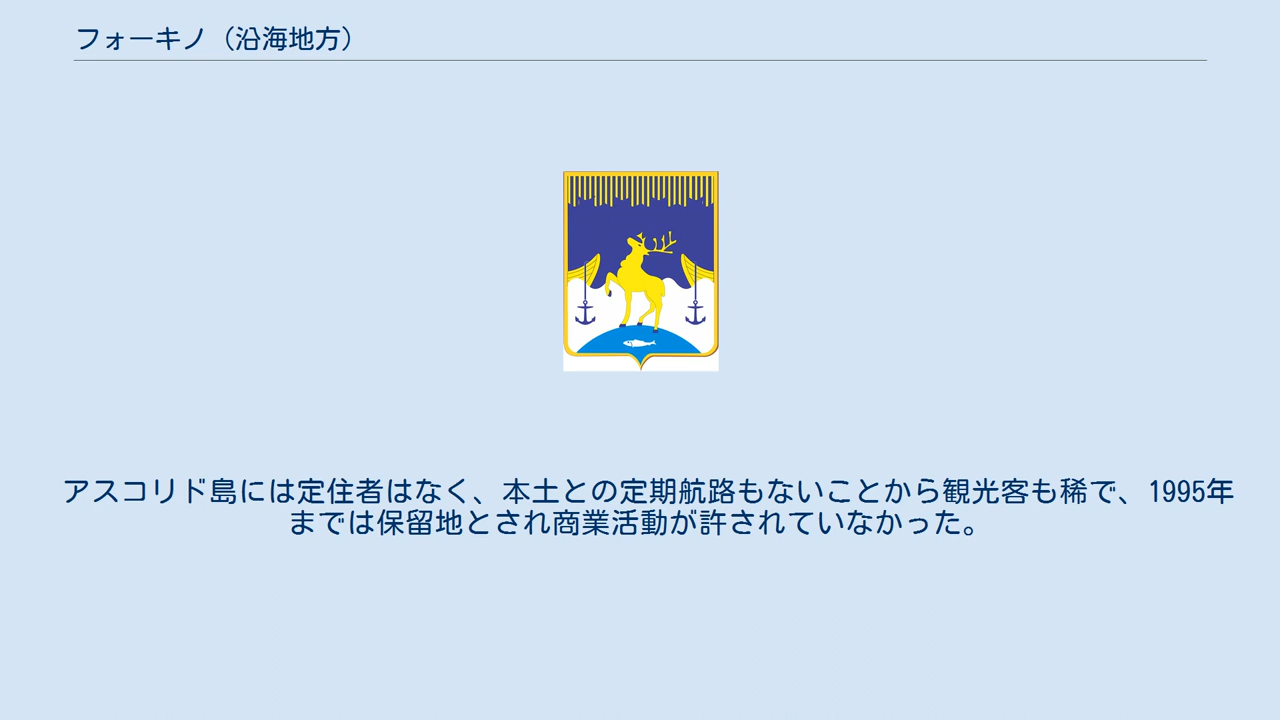 フォーキノ（沿海地方）
アスコリド島には定住者はなく、本土との定期航路もないことから観光客も稀で、1995年
までは保留地とされ商業活動が許されていなかった。